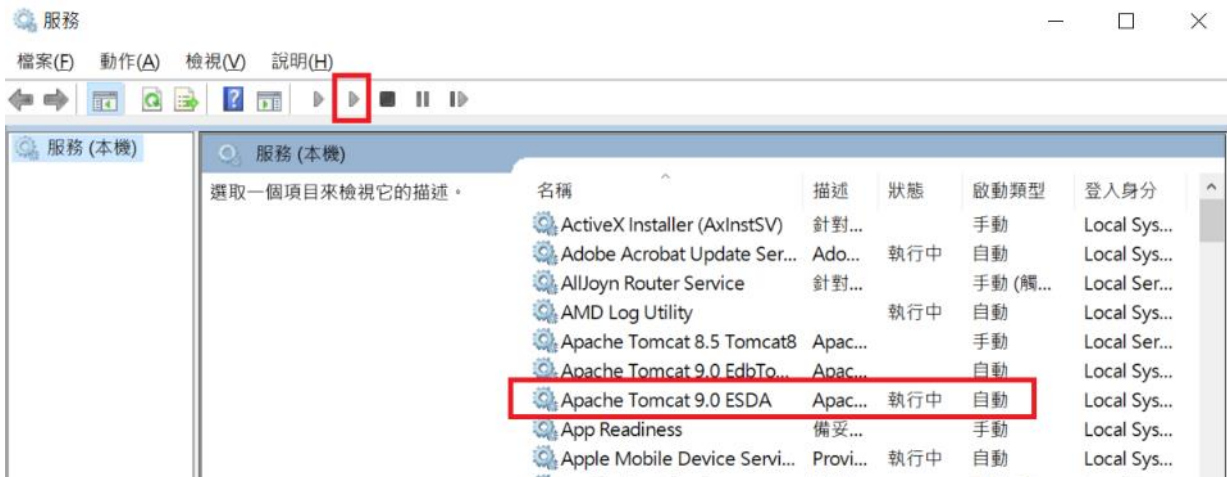 服務
檔案(F) 動作(A) 檢視(V) 說明(H)
服務 (本機)
服務 (本機)
選取一個項目來檢視它的描述。
名稱 描述 狀態 啟動類型 登入身分
ActiveX Installer (AxInstSV) 針對... 手動 Local Sys...
Adobe Acrobat Update Ser... Ado... 執行中 自動 Local Sys...
AllJoyn Router Service 針對... 手動 (觸... Local Ser...
AMD Log Utility 執行中 自動 Local Sys...
Apache Tomcat 8.5 Tomcat8 Apac... 手動 Local Ser...
Apache Tomcat 9.0 EdbTo... Apac... 自動 Local Sys...
Apache Tomcat 9.0 ESDA Apac... 執行中 自動 Local Sys...
App Readiness 備妥... 手動 Local Sys...
Apple Mobile Device Servi... Provi... 執行中 自動 Local Sys...